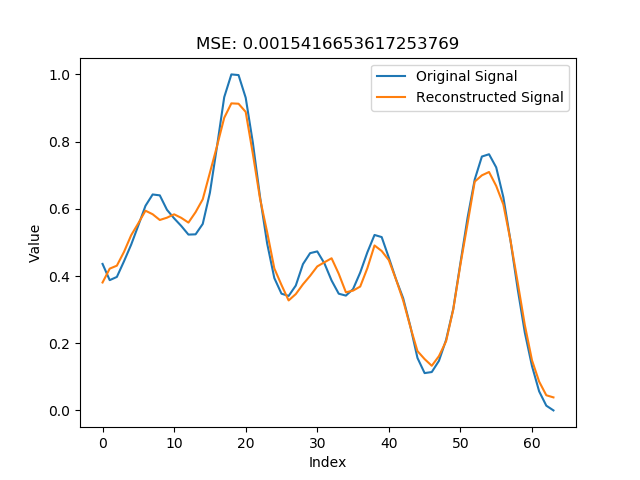 MSE: 0.0015416653617253769
Original Signal
Reconstructed Signal
Value
1.0
0.8
0.6
0.4
0.2
0.0
0 10 20 30 40 50 60
Index